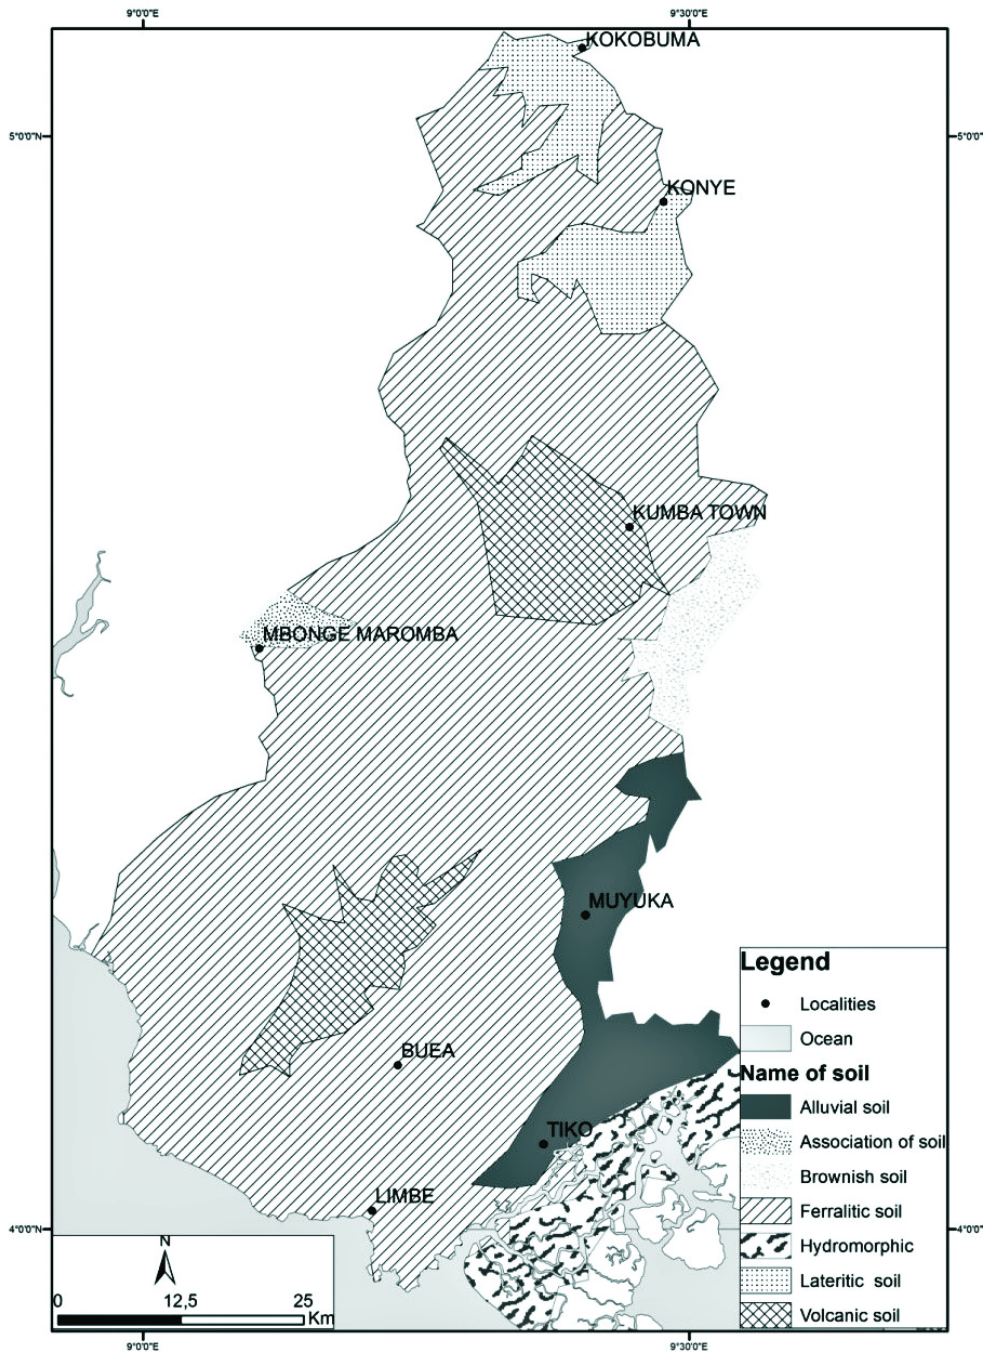 9°0'0"E
9°30'0"E
KOKOBUMA
5°0'0"N
5°0'0"N
KONYE
KUMBA TOWN
MBONGE MAROMBA
MUYUKA
BUEA
TIKO
LIMBE
4°0'0"N
4°0'0"N
Legend
Localities
Ocean
Name of soil
Alluvial soil
Association of soil
Brownish soil
Ferralitic soil
Hydromorphic
Lateritic soil
Volcanic soil
N
0 12,5 25
Km
9°0'0"E
9°30'0"E